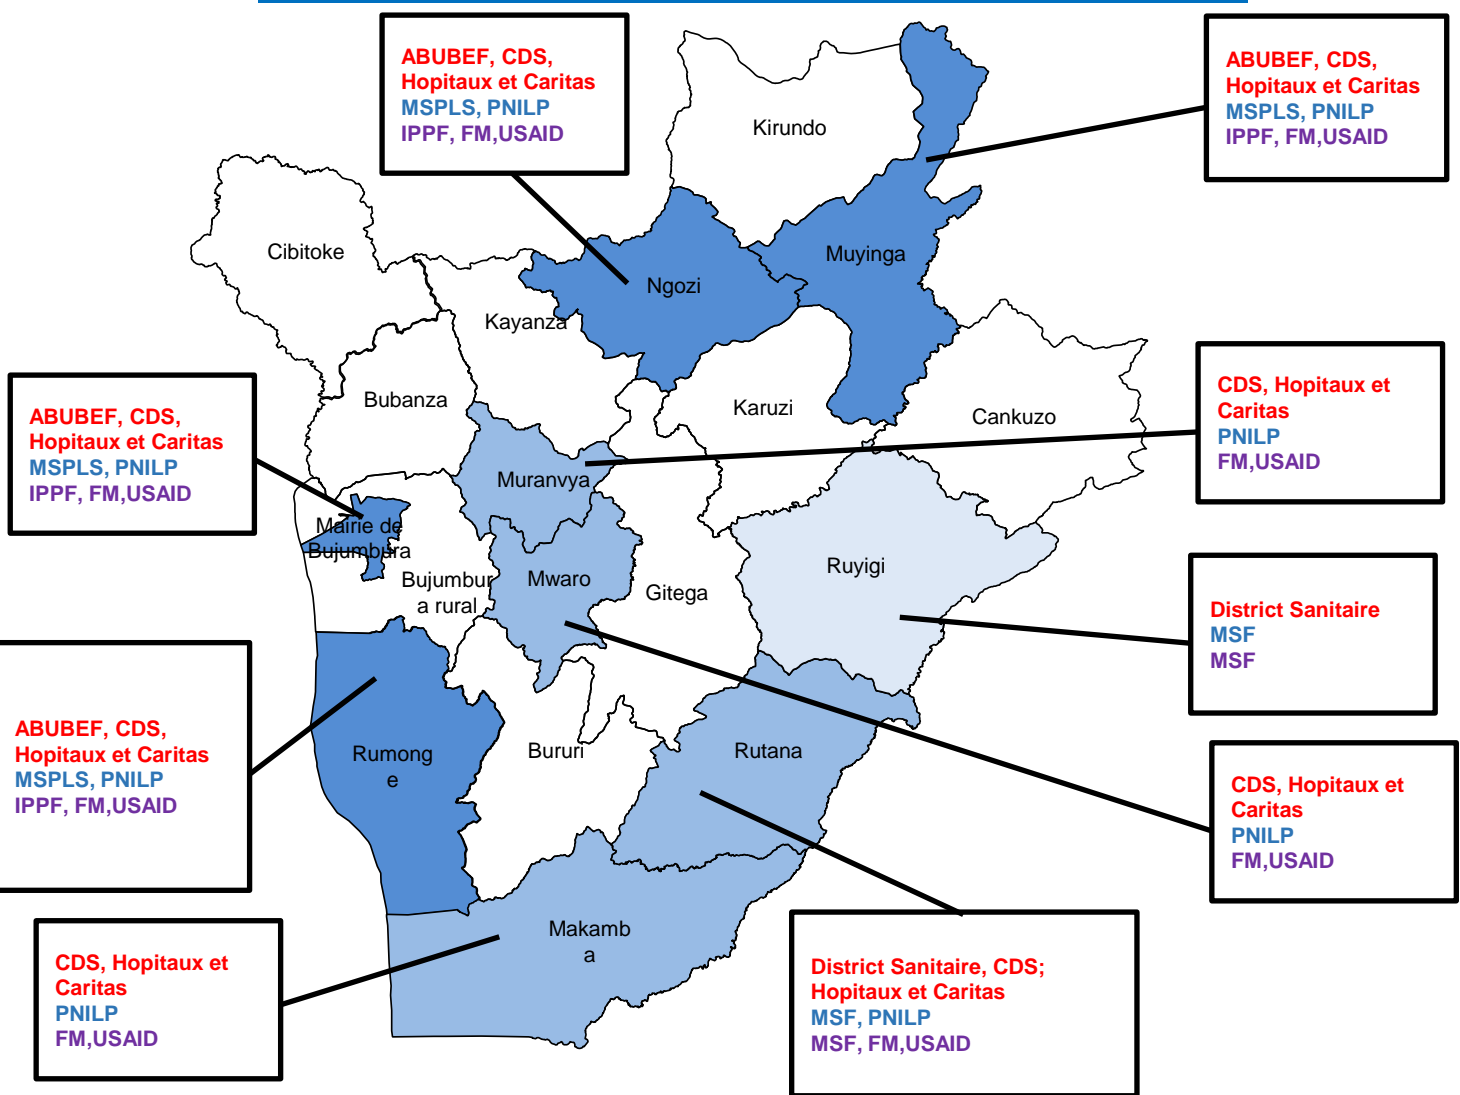 ABUBEF, CDS,
Hopitaux et Caritas
MSPLS, PNILP
IPPF, FM,USAID
ABUBEF, CDS,
Hopitaux et Caritas
MSPLS, PNILP
IPPF, FM,USAID
Kirundo
Cibitoke
Muyinga
Ngozi
Kayanza
Bubanza
Karuzi
Cankuzo
CDS, Hopitaux et
Caritas
PNILP
FM,USAID
ABUBEF, CDS,
Hopitaux et Caritas
MSPLS, PNILP
IPPF, FM,USAID
Muranvya
Mairie de
Bujumbura
Bujumbur
a rural
Mwaro
Gitega
Ruyigi
District Sanitaire
MSF
MSF
ABUBEF, CDS,
Hopitaux et Caritas
MSPLS, PNILP
IPPF, FM,USAID
Rumong
e
Bururi
Rutana
CDS, Hopitaux et
Caritas
PNILP
FM,USAID
Makamb
a
CDS, Hopitaux et
Caritas
PNILP
FM,USAID
District Sanitaire, CDS;
Hopitaux et Caritas
MSF, PNILP
MSF, FM,USAID